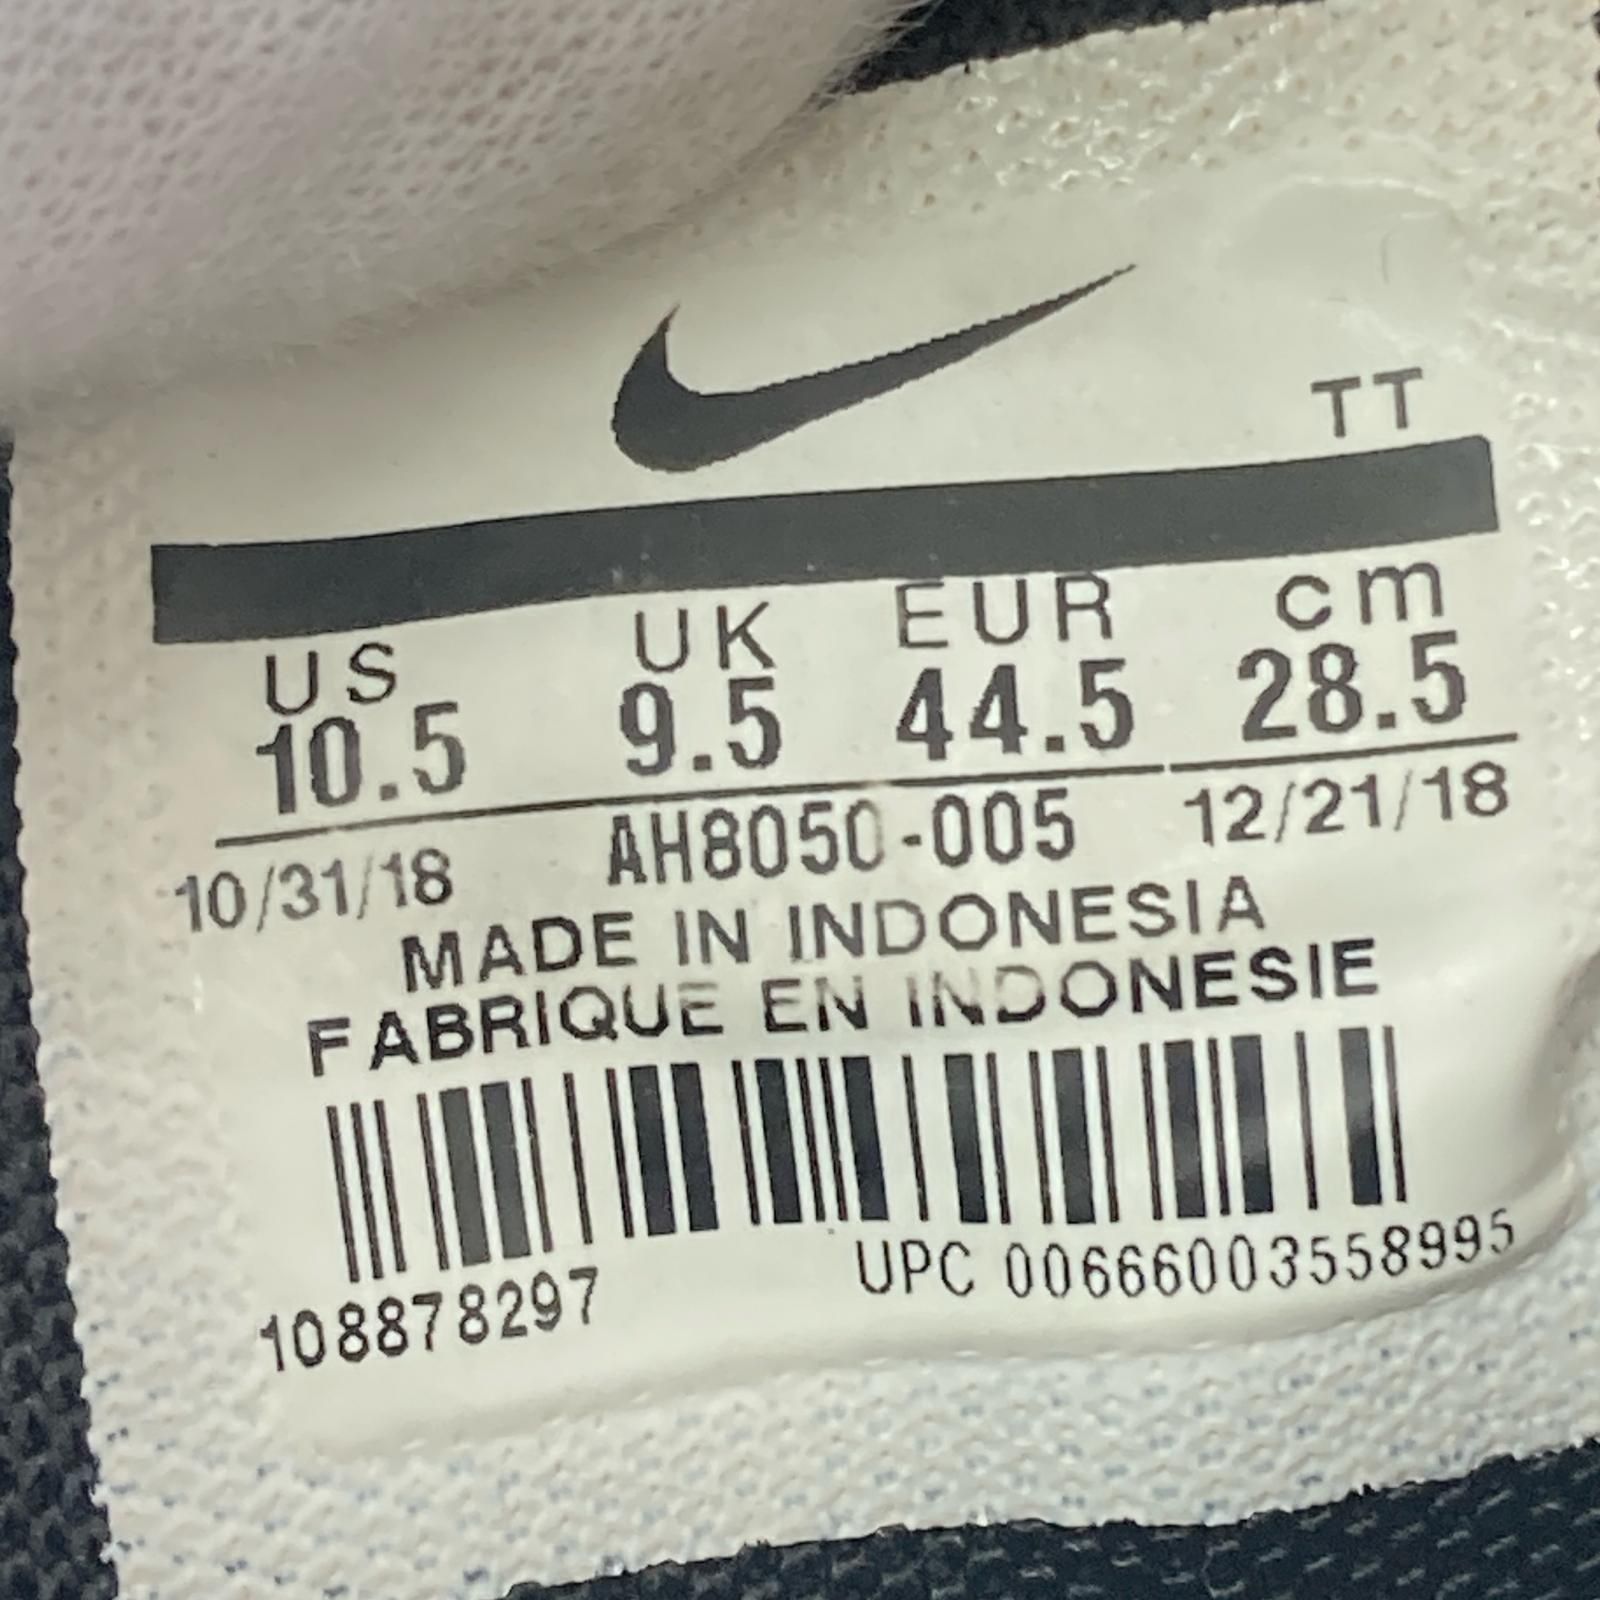 TT
US UK EUR cm
10.5 9.5 44.5 28.5
10/31/18 AH8050-005 12/21/18
MADE IN INDONESIA
FABRIQUE EN INDONESIE
108878297 UPC 00666003558995